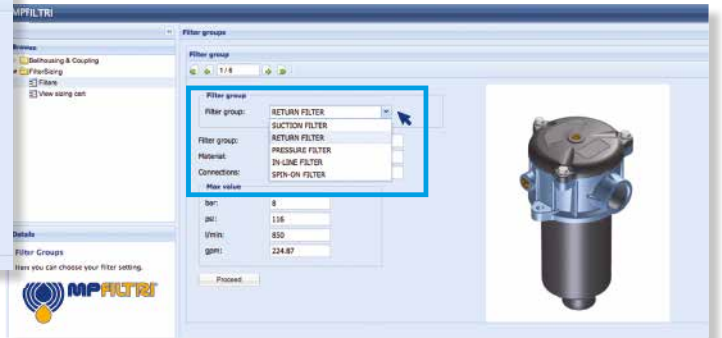 MPFILTRI
Browse
Bellhousing & Coupling
FilterSizing
Filters
View sizing cart
Details
Filter Groups
Here you can choose your filter setting.
MPFILTRI
Filter groups
Filter group
1/6
Filter group
Filter group: RETURN FILTER
SUCTION FILTER
RETURN FILTER
PRESSURE FILTER
IN-LINE FILTER
SPIN-ON FILTER
Filter group:
Material:
Connections:
Max value
bar: 8
psi: 116
l/min: 850
gpm: 224.87
Proceed